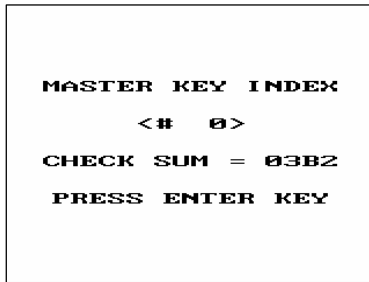 MASTER KEY INDEX
<# 0>
CHECK SUM = 03B2
PRESS ENTER KEY